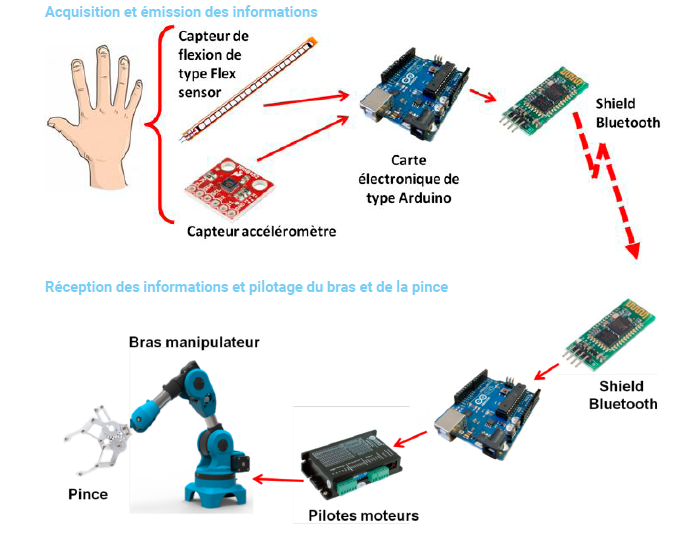 Acquisition et émission des informations
Capteur de
flexion de
type Flex
sensor
Shield
Bluetooth
Carte
électronique de
type Arduino
Capteur accéléromètre
Réception des informations et pilotage du bras et de la pince
Bras manipulateur
Shield
Bluetooth
Pince
Pilotes moteurs